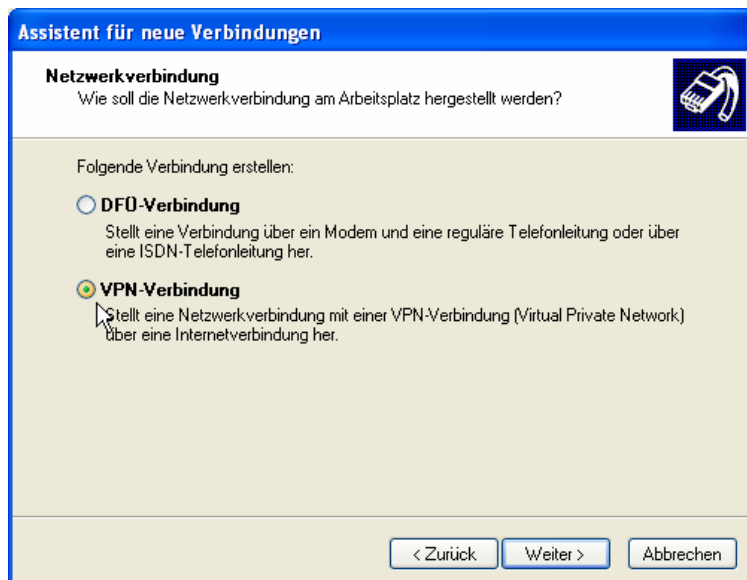 Assistent für neue Verbindungen
Netzwerkverbindung
Wie soll die Netzwerkverbindung am Arbeitsplatz hergestellt werden?
Folgende Verbindung erstellen:
DFÜ-Verbindung
Stellt eine Verbindung über ein Modem und eine reguläre Telefonleitung oder über
eine ISDN-Telefonleitung her.
VPN-Verbindung
Stellt eine Netzwerkverbindung mit einer VPN-Verbindung (Virtual Private Network)
über eine Internetverbindung her.
< Zurück Weiter > Abbrechen